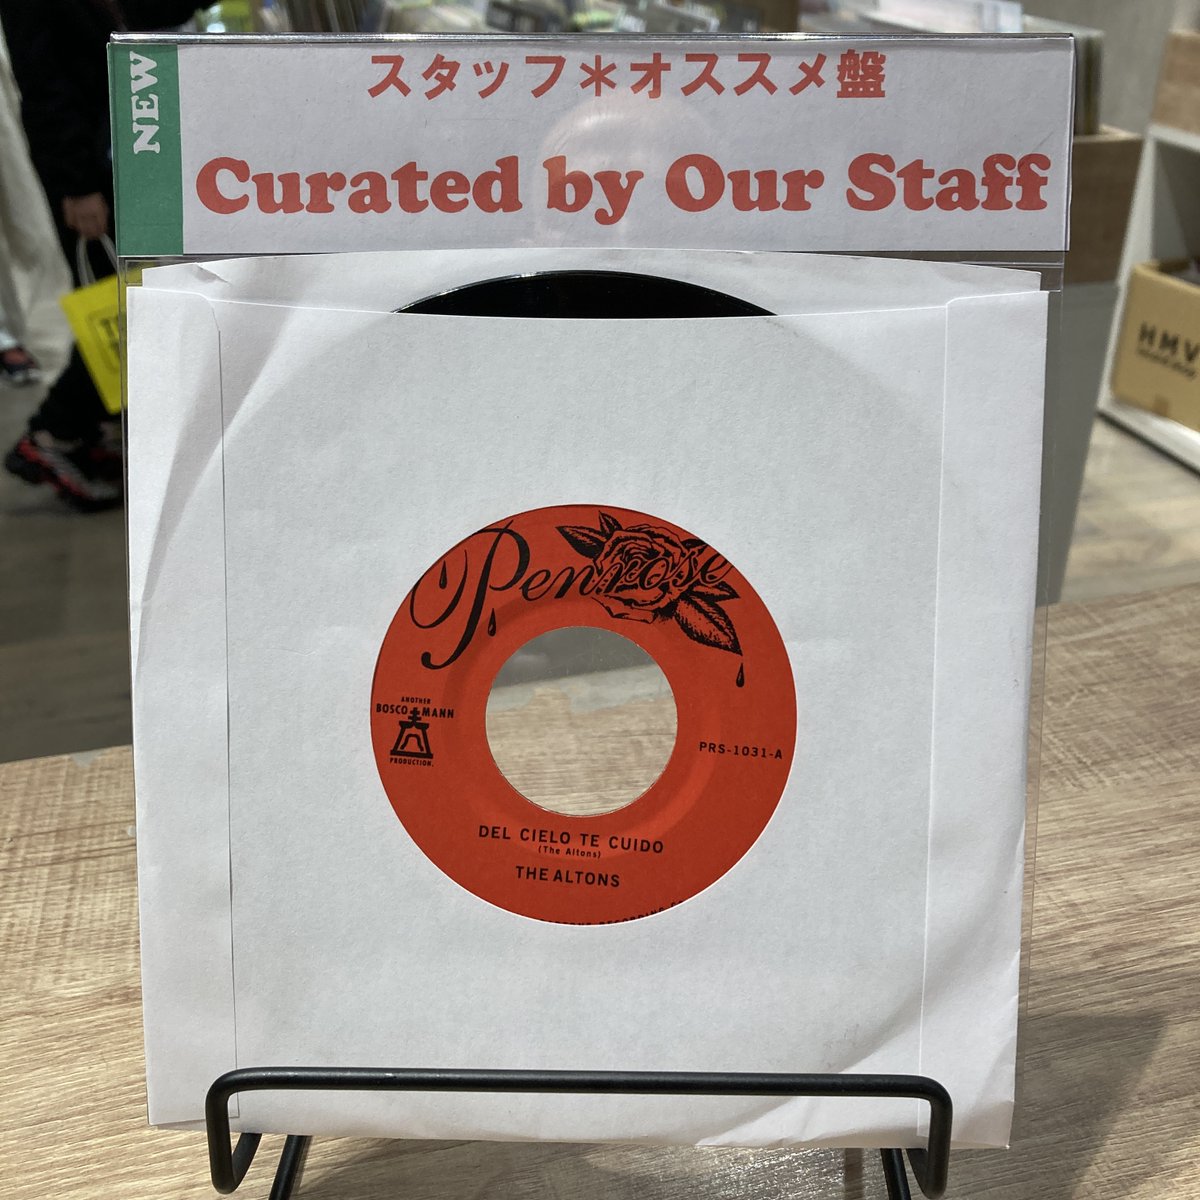 NEW
スタッフ＊オススメ盤
Curated by Our Staff
HMV
Penrose
ANOTHER
BOSCO MANN
PRODUCTION.
PRS-1031-A
DEL CIELO TE CUIDO
(The Altons)
THE ALTONS